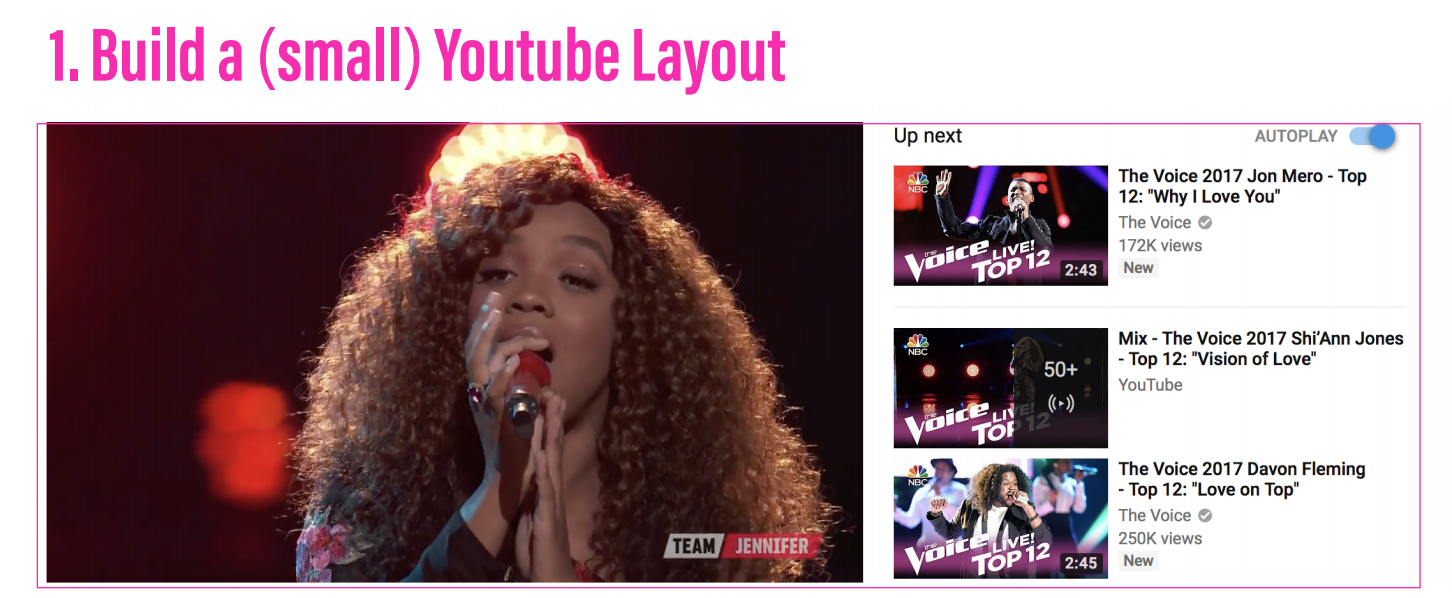 1. Build a (small) Youtube Layout
Up next
AUTOPLAY
NBC
the
Voice LIVE!
TOP 12
2:43
The Voice 2017 Jon Mero - Top
12: "Why I Love You"
The Voice
172K views
New
NBC
50+
the
Voice LIVE!
TOP 12
Mix - The Voice 2017 Shi’Ann Jones
- Top 12: "Vision of Love"
YouTube
NBC
the
Voice LIVE!
TOP 12
2:45
The Voice 2017 Davon Fleming
- Top 12: "Love on Top"
The Voice
250K views
New
TEAM JENNIFER